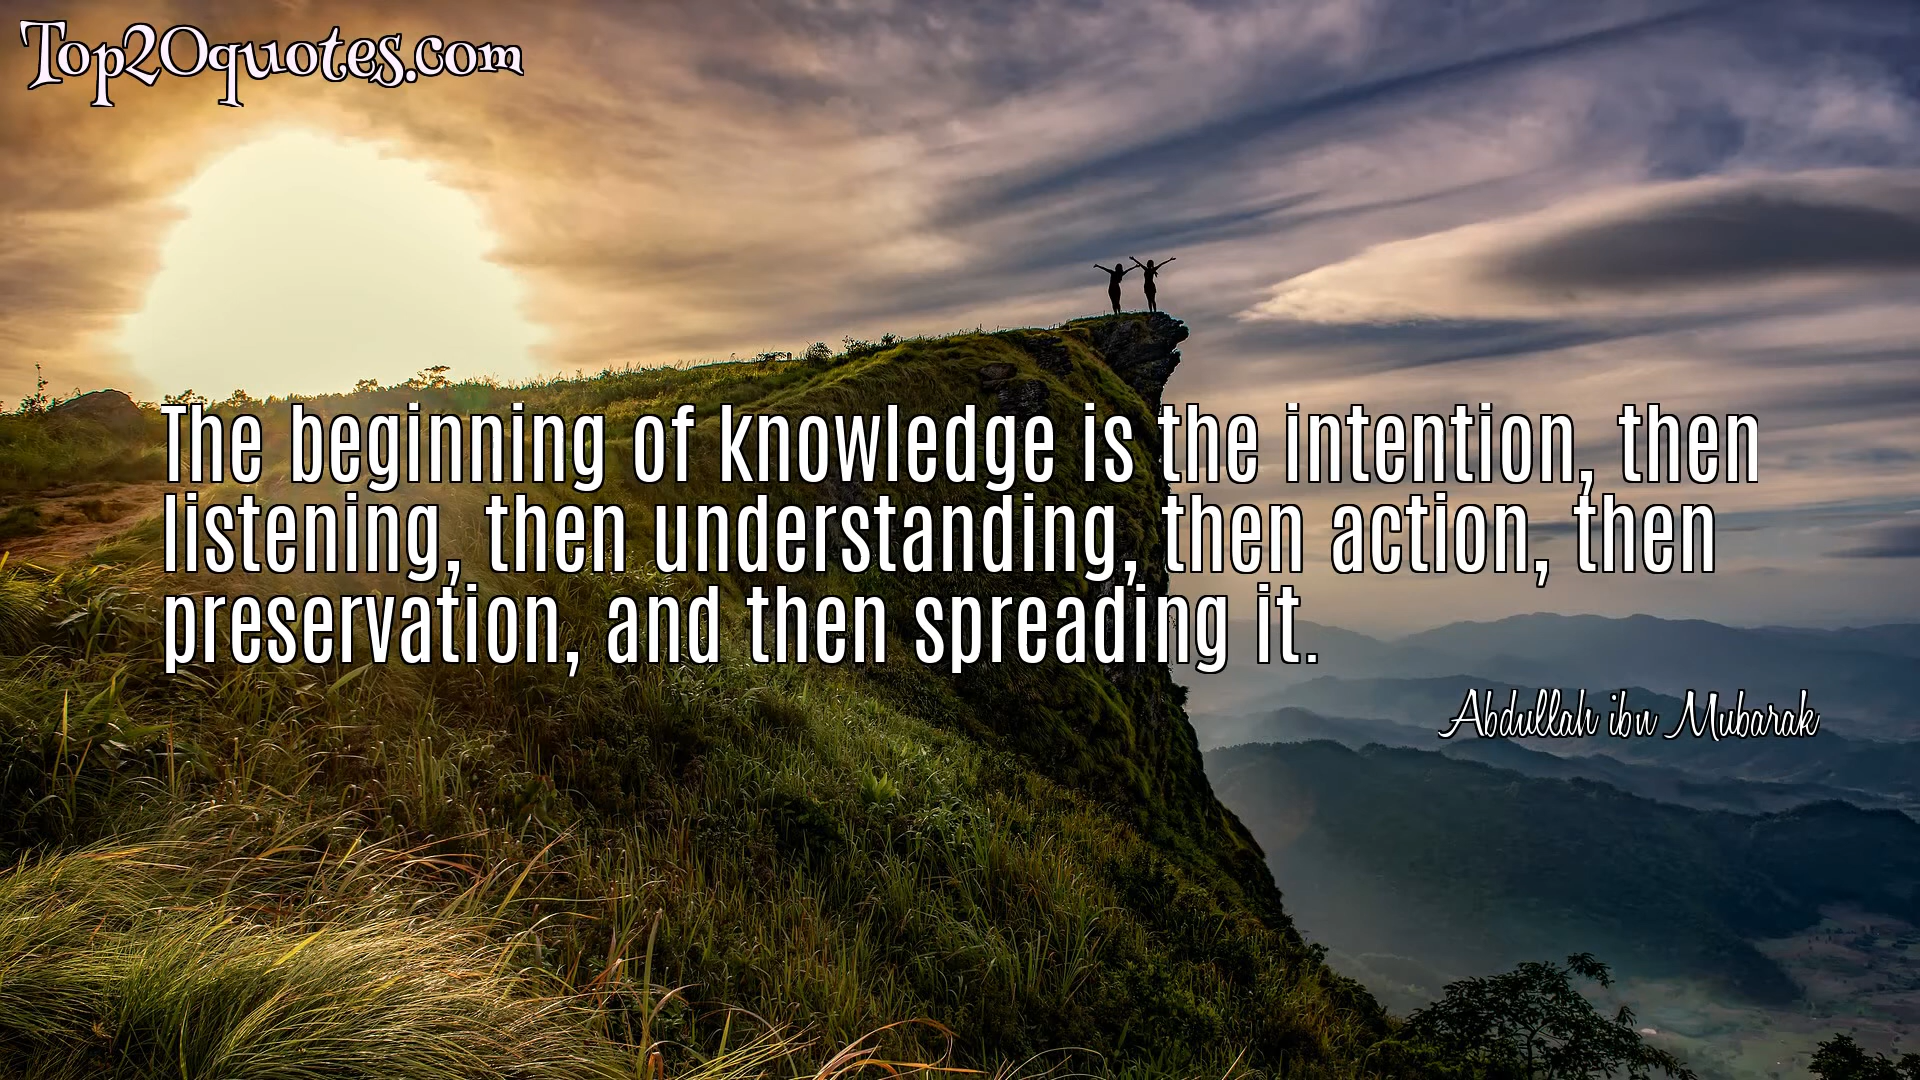 Top20quotes.com
The beginning of knowledge is the intention, then
listening, then understanding, then action, then
preservation, and then spreading it.
Abdullah ibn Mubarak